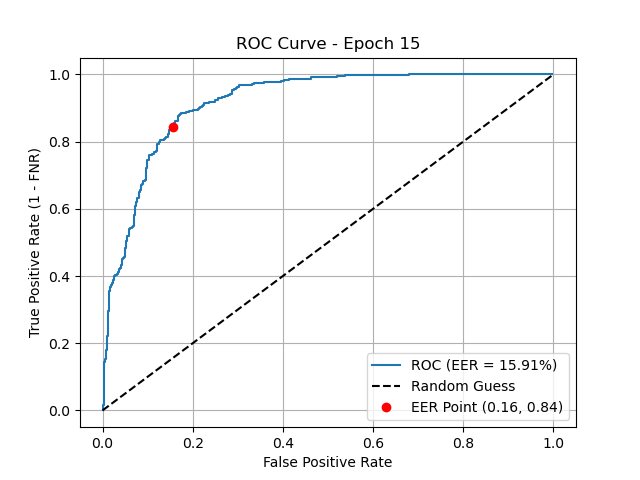 ROC Curve - Epoch 15
True Positive Rate (1 - FNR)
1.0
0.8
0.6
0.4
0.2
0.0
0.0 0.2 0.4 0.6 0.8 1.0
False Positive Rate
ROC (EER = 15.91%)
Random Guess
EER Point (0.16, 0.84)